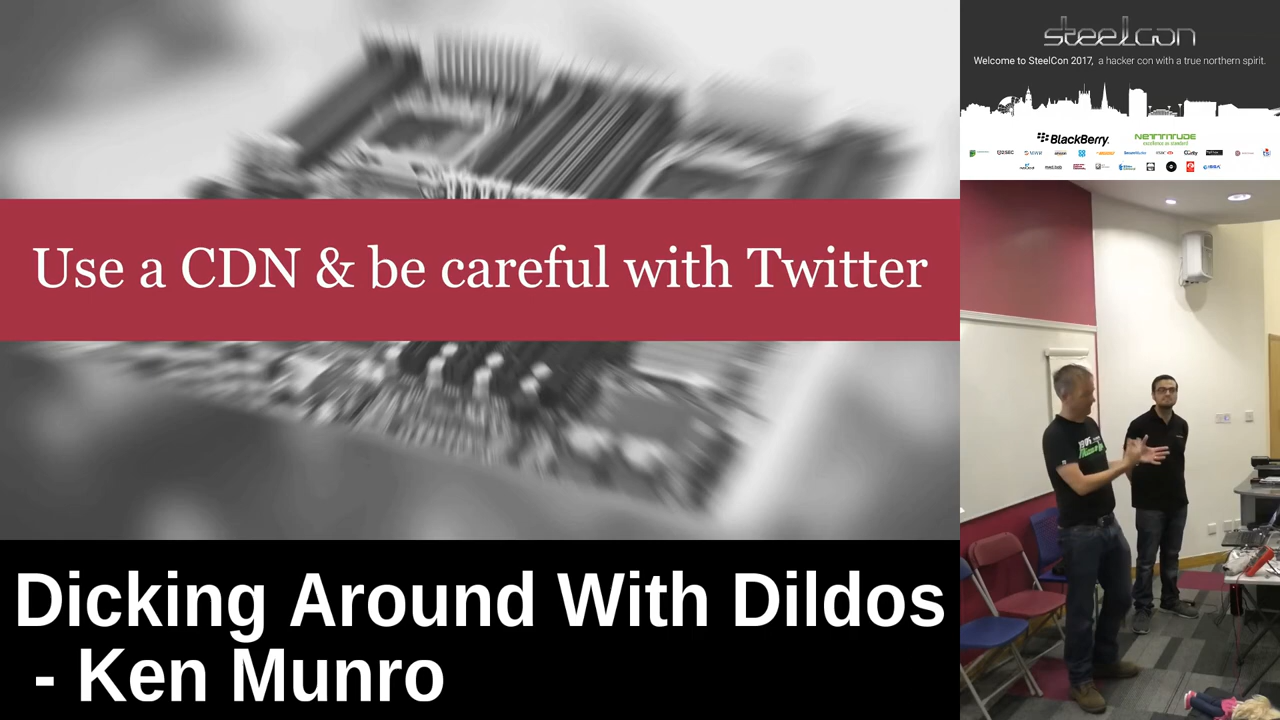 Use a CDN & be careful with Twitter
Dicking Around With Dildos
- Ken Munro
steelcon
Welcome to SteelCon 2017, a hacker con with a true northern spirit.
BlackBerry
NETTITUDE